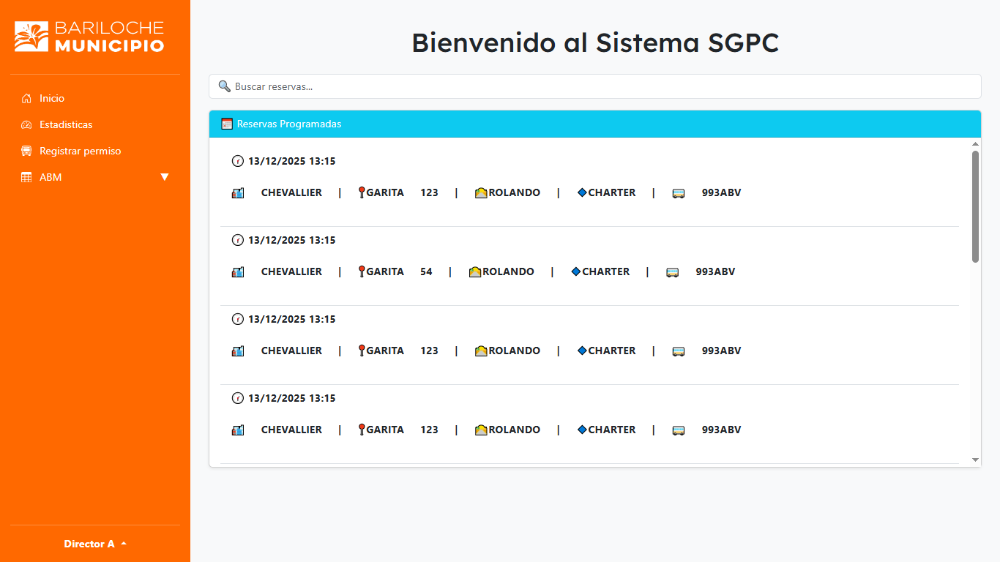 BARILOCHE
MUNICIPIO
Inicio
Estadisticas
Registrar permiso
ABM
Director A
Bienvenido al Sistema SGPC
Buscar reservas...
Reservas Programadas
13/12/2025 13:15
CHEVALLIER | GARITA 123 | ROLANDO | CHARTER | 993ABV
13/12/2025 13:15
CHEVALLIER | GARITA 54 | ROLANDO | CHARTER | 993ABV
13/12/2025 13:15
CHEVALLIER | GARITA 123 | ROLANDO | CHARTER | 993ABV
13/12/2025 13:15
CHEVALLIER | GARITA 123 | ROLANDO | CHARTER | 993ABV